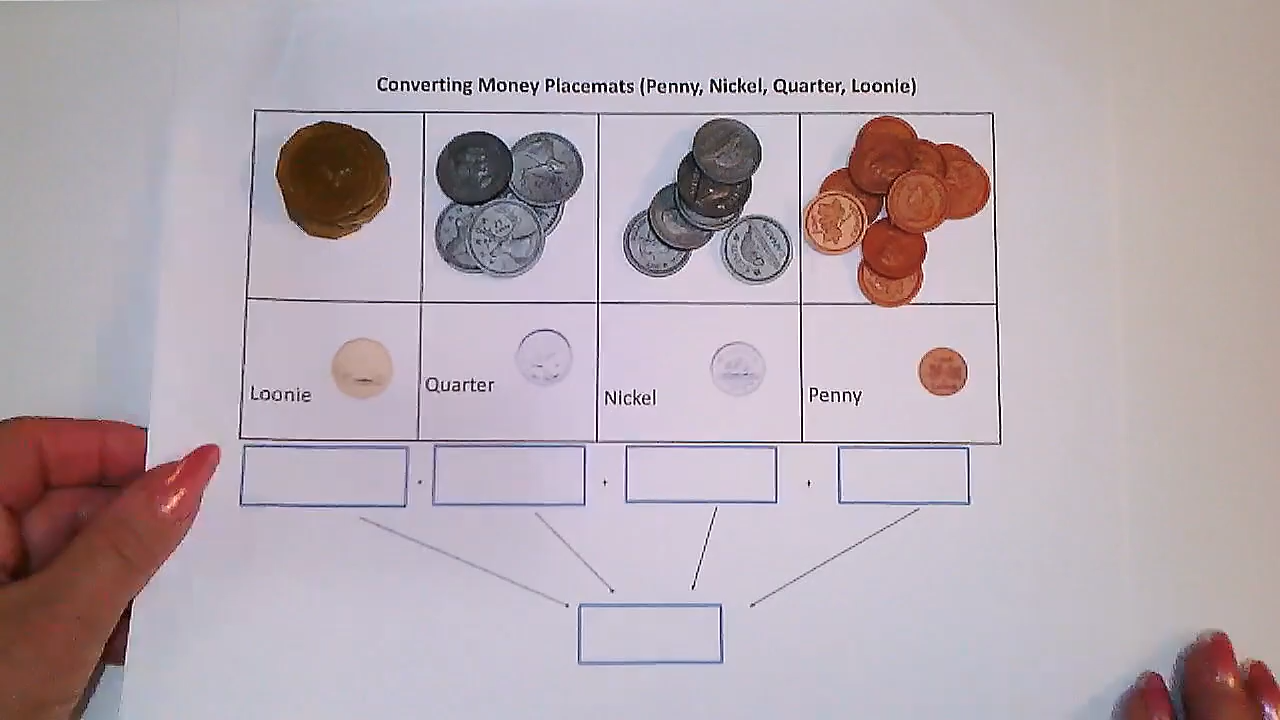 Converting Money Placemats (Penny, Nickel, Quarter, Loonie)
Loonie
Quarter
Nickel
Penny